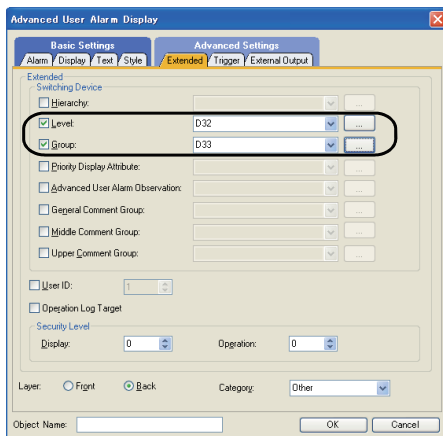 Advanced User Alarm Display
Basic Settings
Advanced Settings
Alarm Display Text Style Extended Trigger External Output
Extended
Switching Device
Hierarchy: ...
Level: D32 ...
Group: D33 ...
Priority Display Attribute: ...
Advanced User Alarm Observation: ...
General Comment Group: ...
Middle Comment Group: ...
Upper Comment Group: ...
User ID: 1
Operation Log Target
Security Level
Display: 0 Operation: 0
Layer: Front Back Category: Other
Object Name: OK Cancel